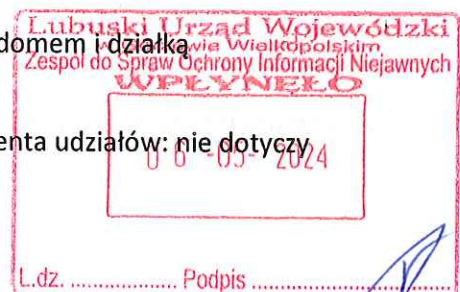 Lubuski Urząd Wojewódzki
domem i działką
w Gorzowie Wielkopolskim
Zespół do Spraw Ochrony Informacji Niejawnych
WPŁYNĘŁO
enta udziałów: nie dotyczy
06 -05- 2024
L.dz. .................. Podpis ..............................